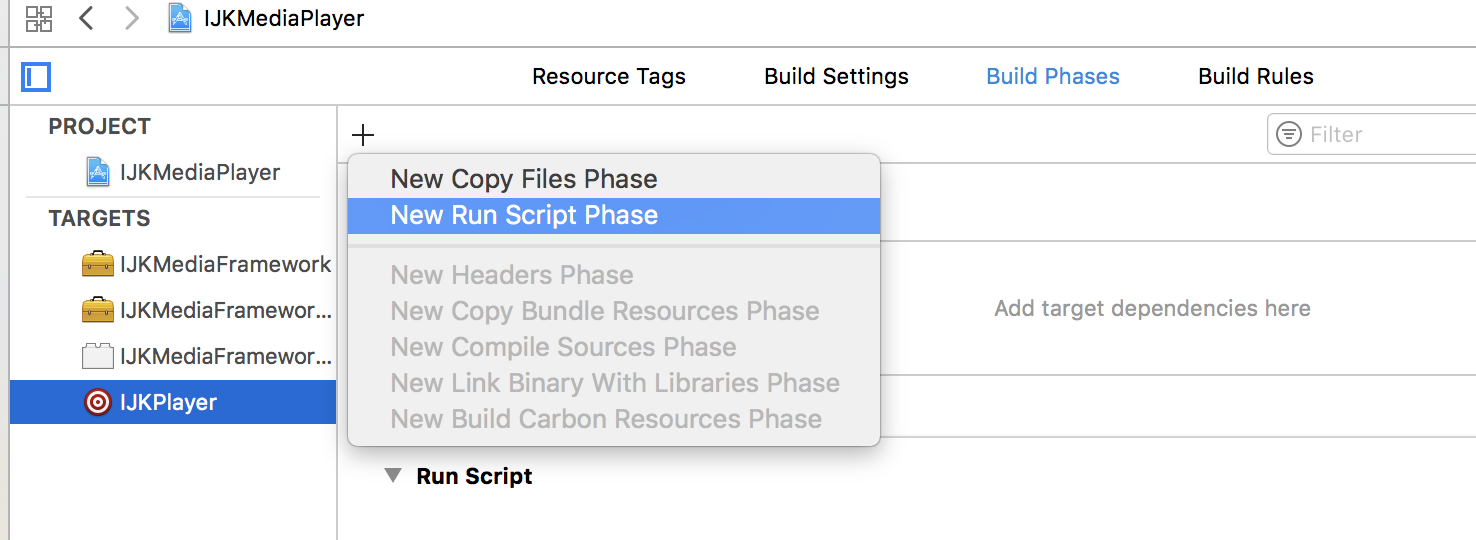 IJKMediaPlayer
Resource Tags Build Settings Build Phases Build Rules
PROJECT
IJKMediaPlayer
TARGETS
IJKMediaFramework
IJKMediaFramewor...
IJKMediaFramewor...
IJKPlayer
Filter
New Copy Files Phase
New Run Script Phase
New Headers Phase
New Copy Bundle Resources Phase
New Compile Sources Phase
New Link Binary With Libraries Phase
New Build Carbon Resources Phase
Add target dependencies here
Run Script